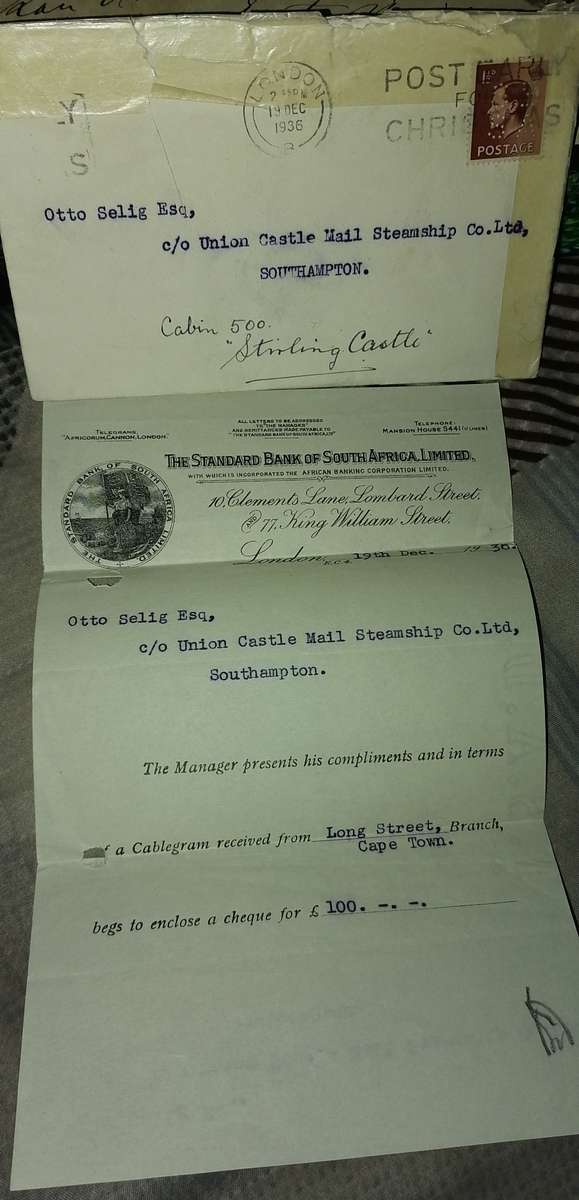 LONDON
19 DEC
1936
POST EARLY
FOR
CHRISTMAS
Y
S
POSTAGE
Otto Selig Esq,
c/o Union Castle Mail Steamship Co.Ltd,
SOUTHAMPTON.
Cabin 500.
"Stirling Castle"
TELEGRAMS,
"AFRICORUM, CANNON, LONDON."
ALL LETTERS TO BE ADDRESSED
TO "THE MANAGER"
AND REMITTANCES MADE PAYABLE TO
"THE STANDARD BANK OF SOUTH AFRICA, LTD"
TELEPHONE:
MANSION HOUSE 5441 (11 LINES)
THE STANDARD BANK OF SOUTH AFRICA, LIMITED.
WITH WHICH IS INCORPORATED THE AFRICAN BANKING CORPORATION LIMITED.
THE STANDARD BANK OF SOUTH AFRICA LIMITED
10, Clements Lane, Lombard Street,
AND 77, King William Street,
London, E.C.4. 19th Dec. 1936.
Otto Selig Esq,
c/o Union Castle Mail Steamship Co.Ltd,
Southampton.
The Manager presents his compliments and in terms
of a Cablegram received from Long Street, Branch,
Cape Town.
begs to enclose a cheque for £ 100. -. -.